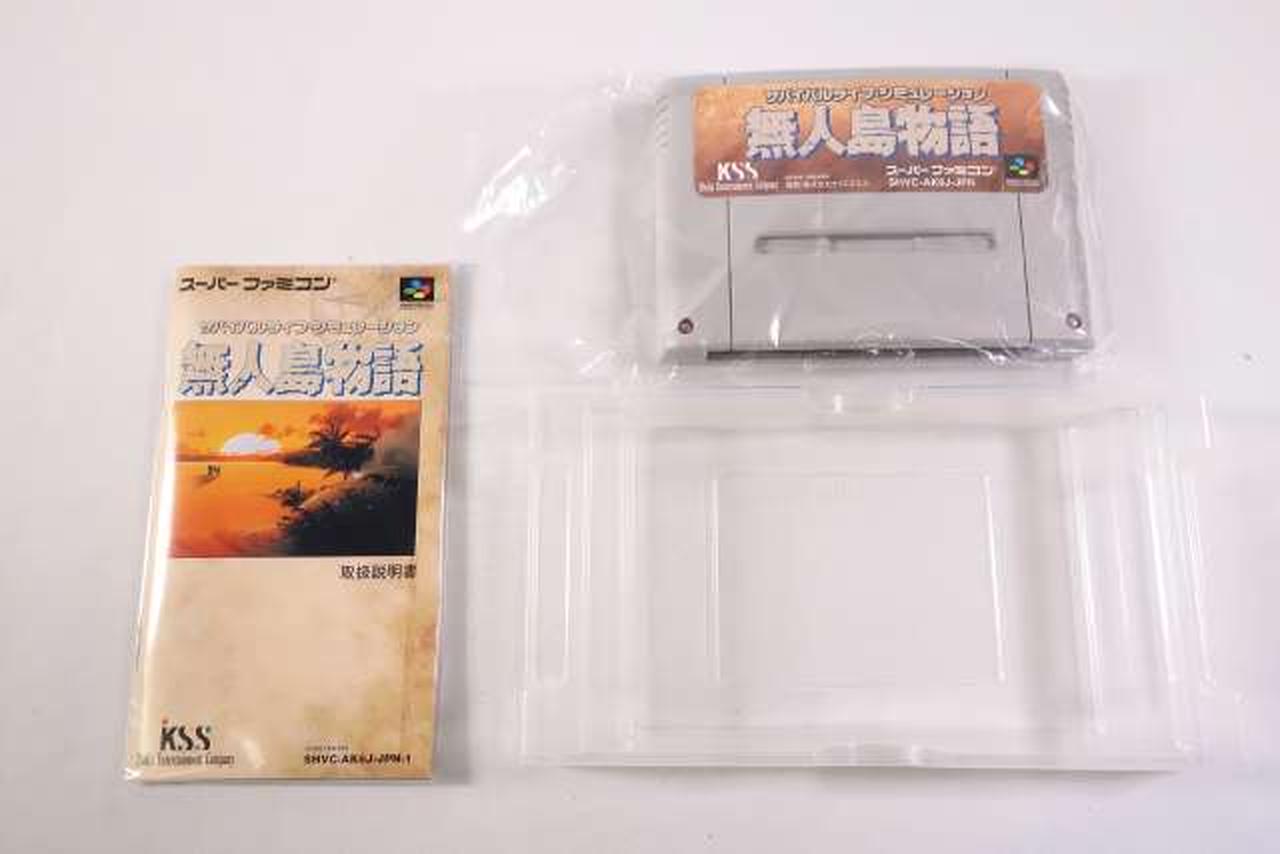 スーパーファミコン
サバイバルライフ・シミュレーション
無人島物語
取扱説明書
KSS
SHVC-AK6J-JPN-1
サバイバルライフ・シミュレーション
無人島物語
KSS
スーパーファミコン
SHVC-AK6J-JPN